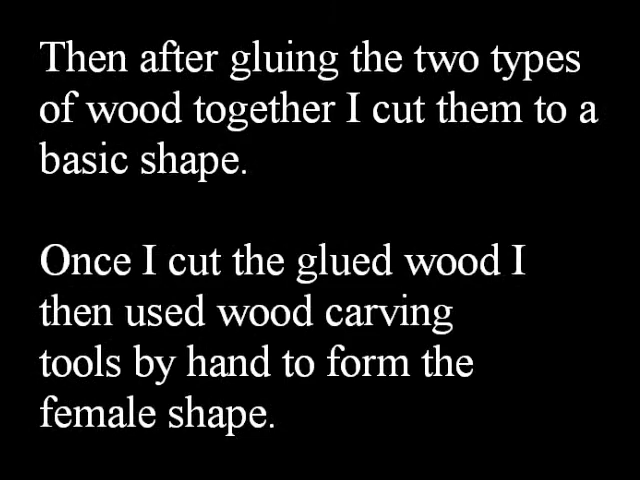 Then after gluing the two types
of wood together I cut them to a
basic shape.
Once I cut the glued wood I
then used wood carving
tools by hand to form the
female shape.